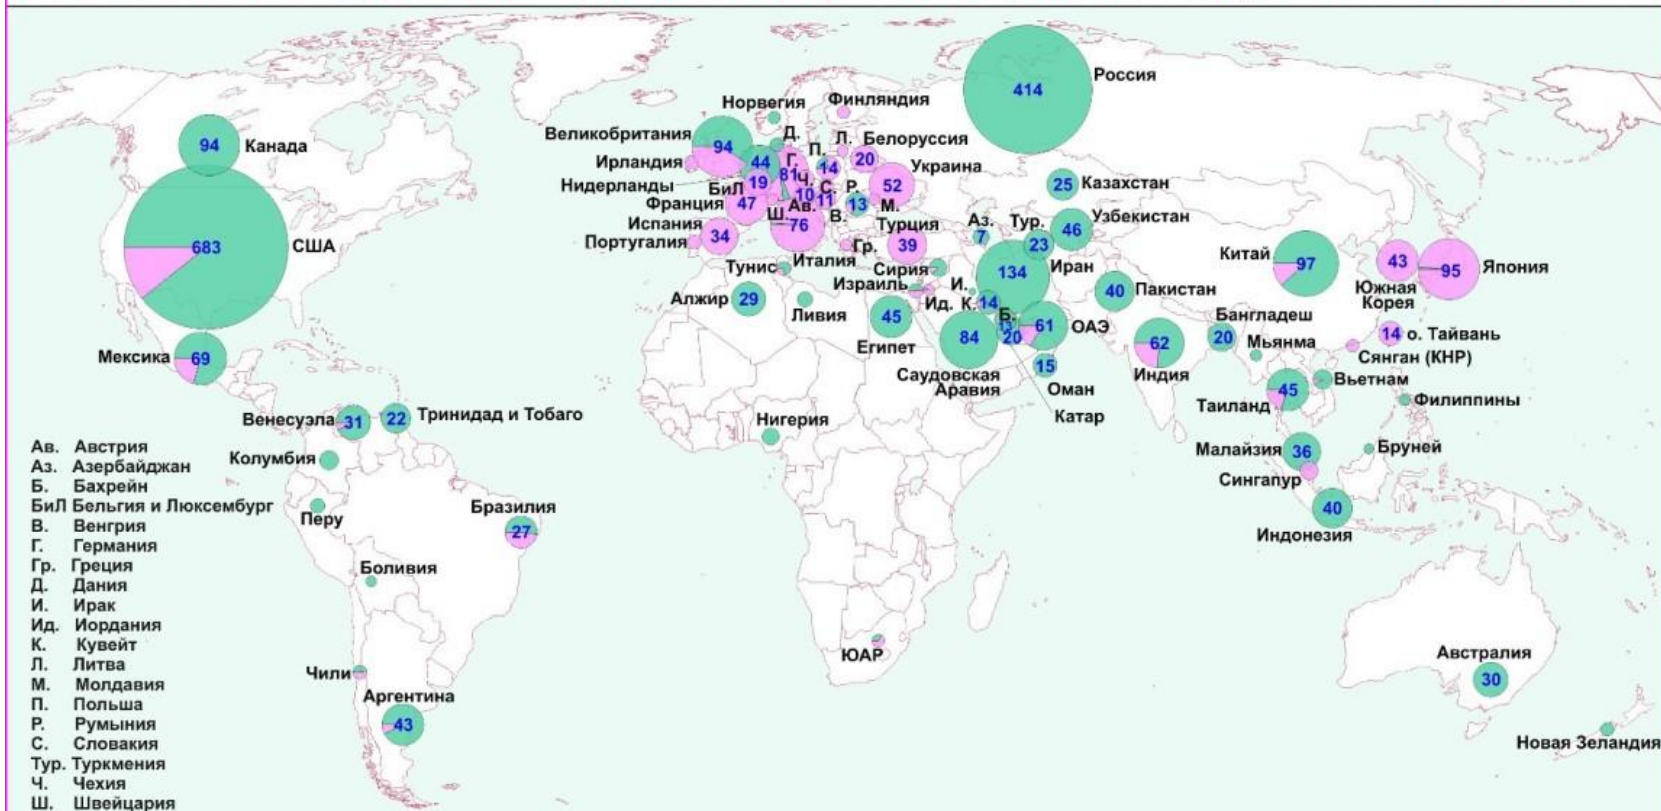 Россия
414
Норвегия
Финляндия
Великобритания
94
Д.
Л.
Белоруссия
94
Канада
П.
20
Ирландия
44
Г.
14
Украина
Нидерланды
81
Ч.
52
БиЛ
19
С.
Р.
25
Казахстан
Франция
47
10
11
13
Ш.
Ав.
В.
М.
Испания
76
Турция
Аз.
Тур.
46
Узбекистан
Португалия
34
Гр.
39
7
23
683
США
Италия
Тунис
Сирия
134
Иран
Китай
97
43
95
Япония
Израиль
И.
Южная
Корея
Алжир
29
Ливия
Ид.
К.
14
40
Пакистан
45
Египет
Б.
13
61
ОАЭ
Бангладеш
84
20
20
14
о. Тайвань
Мексика
69
62
Мьянма
Сянган (КНР)
Саудовская
Аравия
15
Оман
Индия
Вьетнам
45
Таиланд
Филиппины
Катар
Венесуэла
31
22
Тринидад и Тобаго
Нигерия
Колумбия
Малайзия
36
Бруней
Сингапур
Перу
Бразилия
27
40
Индонезия
Боливия
ЮАР
Чили
Австралия
30
Аргентина
43
Новая Зеландия
Ав. Австрия
Аз. Азербайджан
Б. Бахрейн
БиЛ Бельгия и Люксембург
В. Венгрия
Г. Германия
Гр. Греция
Д. Дания
И. Ирак
Ид. Иордания
К. Кувейт
Л. Литва
М. Молдавия
П. Польша
Р. Румыния
С. Словакия
Тур. Туркмения
Ч. Чехия
Ш. Швейцария